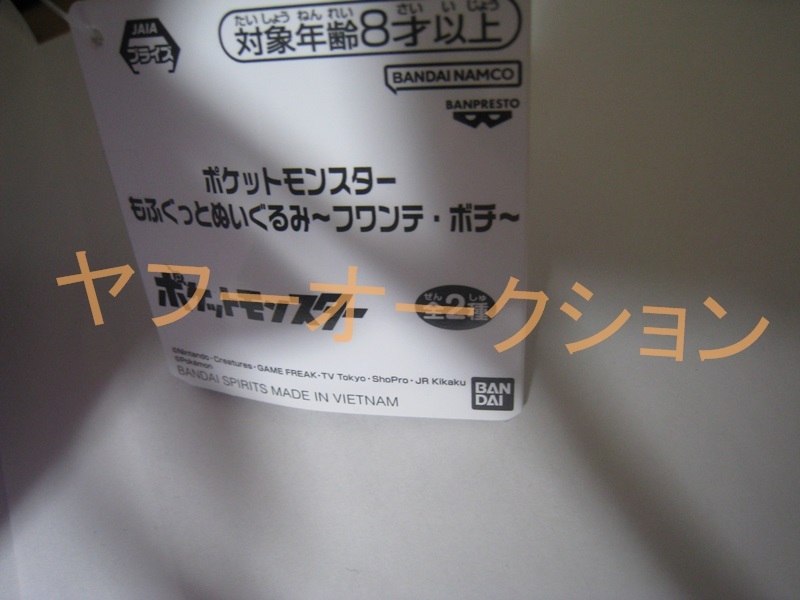 JAIA
プライズ
たいしょうねんれい さいいじょう
対象年齢8才以上
BANDAI NAMCO
BANPRESTO
ポケットモンスター
もふぐっとぬいぐるみ～フワンテ・ボチ～
ヤフーオークション
ポケットモンスター
ぜん しゅ
全2種
©Nintendo・Creatures・GAME FREAK・TV Tokyo・ShoPro・JR Kikaku
©Pokémon
BANDAI SPIRITS MADE IN VIETNAM
BAN
DAI